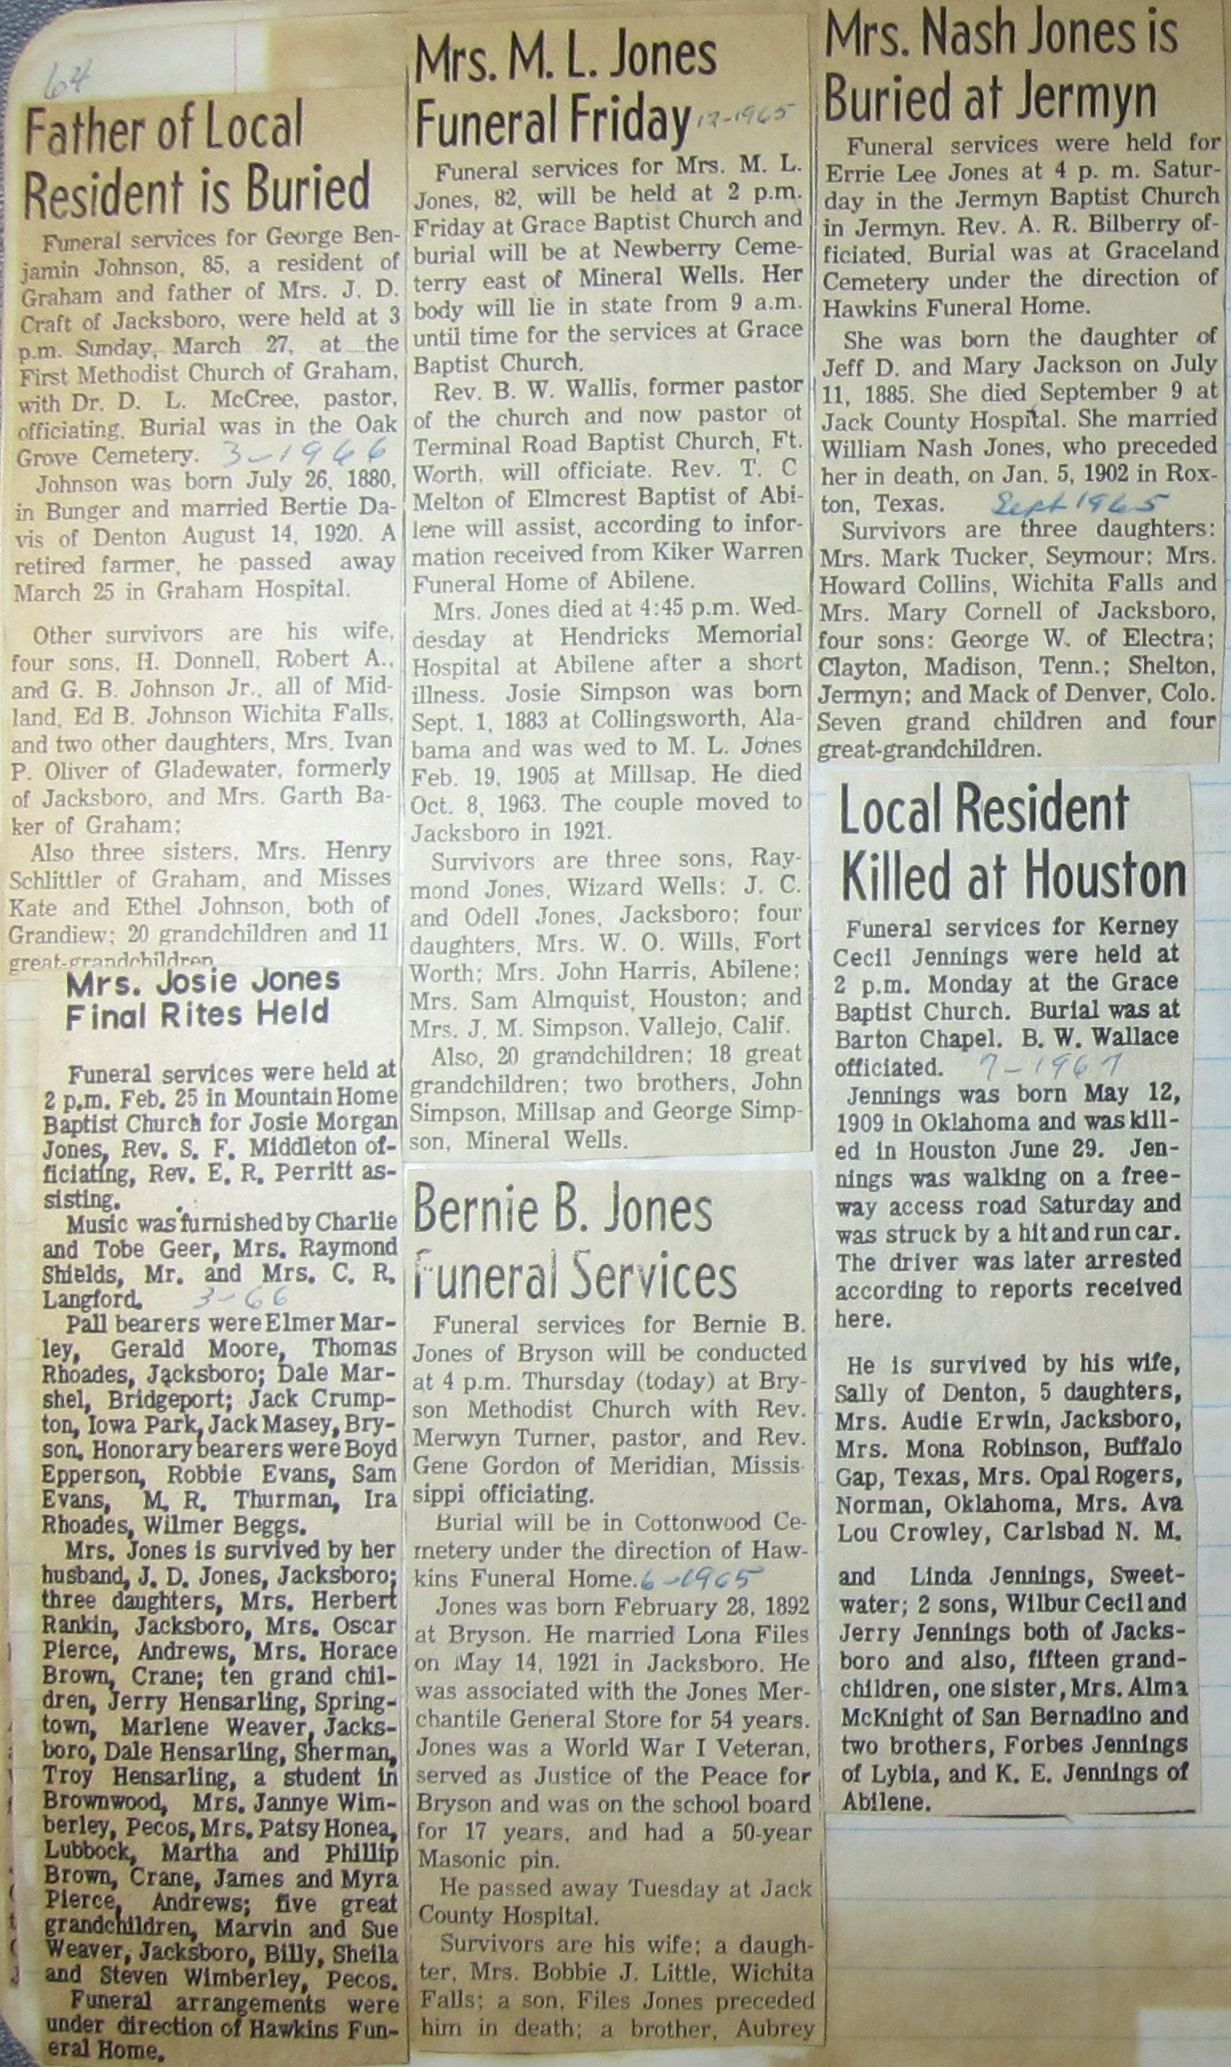 64
Father of Local
Resident is Buried
Funeral services for George Ben-
jamin Johnson, 85, a resident of
Graham and father of Mrs. J. D.
Craft of Jacksboro, were held at 3
p.m. Sunday, March 27, at the
First Methodist Church of Graham,
with Dr. D. L. McCree, pastor,
officiating. Burial was in the Oak
Grove Cemetery. 3-1966
Johnson was born July 26, 1880,
in Bunger and married Bertie Da-
vis of Denton August 14, 1920. A
retired farmer, he passed away
March 25 in Graham Hospital.
Other survivors are his wife,
four sons, H. Donnell, Robert A.,
and G. B. Johnson Jr., all of Mid-
land, Ed B. Johnson Wichita Falls,
and two other daughters, Mrs. Ivan
P. Oliver of Gladewater, formerly
of Jacksboro, and Mrs. Garth Ba-
ker of Graham;
Also three sisters, Mrs. Henry
Schlittler of Graham, and Misses
Kate and Ethel Johnson, both of
Grandiew; 20 grandchildren and 11
great-grandchildren
Mrs. Josie Jones
Final Rites Held
Funeral services were held at
2 p.m. Feb. 25 in Mountain Home
Baptist Church for Josie Morgan
Jones, Rev. S. F. Middleton of-
ficiating, Rev. E. R. Perritt as-
sisting.
Music was furnished by Charlie
and Tobe Geer, Mrs. Raymond
Shields, Mr. and Mrs. C. R.
Langford. 3-66
Pall bearers were Elmer Mar-
ley, Gerald Moore, Thomas
Rhoades, Jacksboro; Dale Mar-
shel, Bridgeport; Jack Crump-
ton, Iowa Park, Jack Masey, Bry-
son. Honorary bearers were Boyd
Epperson, Robbie Evans, Sam
Evans, M. R. Thurman, Ira
Rhoades, Wilmer Beggs.
Mrs. Jones is survived by her
husband, J. D. Jones, Jacksboro;
three daughters, Mrs. Herbert
Rankin, Jacksboro, Mrs. Oscar
Pierce, Andrews, Mrs. Horace
Brown, Crane; ten grand chil-
dren, Jerry Hensarling, Spring-
town, Marlene Weaver, Jacks-
boro, Dale Hensarling, Sherman,
Troy Hensarling, a student in
Brownwood, Mrs. Jannye Wim-
berley, Pecos, Mrs. Patsy Honea,
Lubbock, Martha and Phillip
Brown, Crane, James and Myra
Pierce, Andrews; five great
grandchildren, Marvin and Sue
Weaver, Jacksboro, Billy, Sheila
and Steven Wimberley, Pecos.
Funeral arrangements were
under direction of Hawkins Fun-
eral Home.
Mrs. M. L. Jones
Funeral Friday 12-1965
Funeral services for Mrs. M. L.
Jones, 82, will be held at 2 p.m.
Friday at Grace Baptist Church and
burial will be at Newberry Ceme-
terry east of Mineral Wells. Her
body will lie in state from 9 a.m.
until time for the services at Grace
Baptist Church.
Rev. B. W. Wallis, former pastor
of the church and now pastor of
Terminal Road Baptist Church, Ft.
Worth, will officiate. Rev. T. C
Melton of Elmcrest Baptist of Abi-
lene will assist, according to infor-
mation received from Kiker Warren
Funeral Home of Abilene.
Mrs. Jones died at 4:45 p.m. Wed-
desday at Hendricks Memorial
Hospital at Abilene after a short
illness. Josie Simpson was born
Sept. 1, 1883 at Collingsworth, Ala-
bama and was wed to M. L. Jones
Feb. 19, 1905 at Millsap. He died
Oct. 8, 1963. The couple moved to
Jacksboro in 1921.
Survivors are three sons, Ray-
mond Jones, Wizard Wells; J. C.
and Odell Jones, Jacksboro; four
daughters, Mrs. W. O. Wills, Fort
Worth; Mrs. John Harris, Abilene;
Mrs. Sam Almquist, Houston; and
Mrs. J. M. Simpson, Vallejo, Calif.
Also, 20 grandchildren; 18 great
grandchildren; two brothers, John
Simpson, Millsap and George Simp-
son, Mineral Wells.
Bernie B. Jones
Funeral Services
Funeral services for Bernie B.
Jones of Bryson will be conducted
at 4 p.m. Thursday (today) at Bry-
son Methodist Church with Rev.
Merwyn Turner, pastor, and Rev.
Gene Gordon of Meridian, Missis-
sippi officiating.
Burial will be in Cottonwood Ce-
metery under the direction of Haw-
kins Funeral Home. 6-1965
Jones was born February 28, 1892
at Bryson. He married Lona Files
on May 14, 1921 in Jacksboro. He
was associated with the Jones Mer-
chantile General Store for 54 years.
Jones was a World War I Veteran,
served as Justice of the Peace for
Bryson and was on the school board
for 17 years, and had a 50-year
Masonic pin.
He passed away Tuesday at Jack
County Hospital.
Survivors are his wife; a daugh-
ter, Mrs. Bobbie J. Little, Wichita
Falls; a son, Files Jones preceded
him in death; a brother, Aubrey
Mrs. Nash Jones is
Buried at Jermyn
Funeral services were held for
Errie Lee Jones at 4 p. m. Satur-
day in the Jermyn Baptist Church
in Jermyn. Rev. A. R. Bilberry of-
ficiated. Burial was at Graceland
Cemetery under the direction of
Hawkins Funeral Home.
She was born the daughter of
Jeff D. and Mary Jackson on July
11, 1885. She died September 9 at
Jack County Hospital. She married
William Nash Jones, who preceded
her in death, on Jan. 5, 1902 in Rox-
ton, Texas. Sept 1965
Survivors are three daughters:
Mrs. Mark Tucker, Seymour; Mrs.
Howard Collins, Wichita Falls and
Mrs. Mary Cornell of Jacksboro,
four sons: George W. of Electra;
Clayton, Madison, Tenn.; Shelton,
Jermyn; and Mack of Denver, Colo.
Seven grand children and four
great-grandchildren.
Local Resident
Killed at Houston
Funeral services for Kerney
Cecil Jennings were held at
2 p.m. Monday at the Grace
Baptist Church. Burial was at
Barton Chapel. B. W. Wallace
officiated. 7-1967
Jennings was born May 12,
1909 in Oklahoma and was kill-
ed in Houston June 29. Jen-
nings was walking on a free-
way access road Saturday and
was struck by a hit and run car.
The driver was later arrested
according to reports received
here.
He is survived by his wife,
Sally of Denton, 5 daughters,
Mrs. Audie Erwin, Jacksboro,
Mrs. Mona Robinson, Buffalo
Gap, Texas, Mrs. Opal Rogers,
Norman, Oklahoma, Mrs. Ava
Lou Crowley, Carlsbad N. M.
and Linda Jennings, Sweet-
water; 2 sons, Wilbur Cecil and
Jerry Jennings both of Jacks-
boro and also, fifteen grand-
children, one sister, Mrs. Alma
McKnight of San Bernadino and
two brothers, Forbes Jennings
of Lybia, and K. E. Jennings of
Abilene.